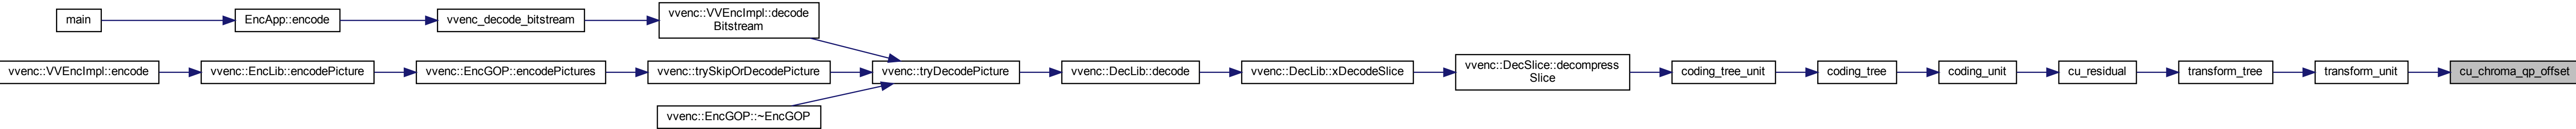 main
EncApp::encode
vvenc_decode_bitstream
vvenc::VVEncImpl::decode
Bitstream
vvenc::VVEncImpl::encode
vvenc::EncLib::encodePicture
vvenc::EncGOP::encodePictures
vvenc::trySkipOrDecodePicture
vvenc::tryDecodePicture
vvenc::DecLib::decode
vvenc::DecLib::xDecodeSlice
vvenc::DecSlice::decompress
Slice
coding_tree_unit
coding_tree
coding_unit
cu_residual
transform_tree
transform_unit
cu_chroma_qp_offset
vvenc::EncGOP::~EncGOP